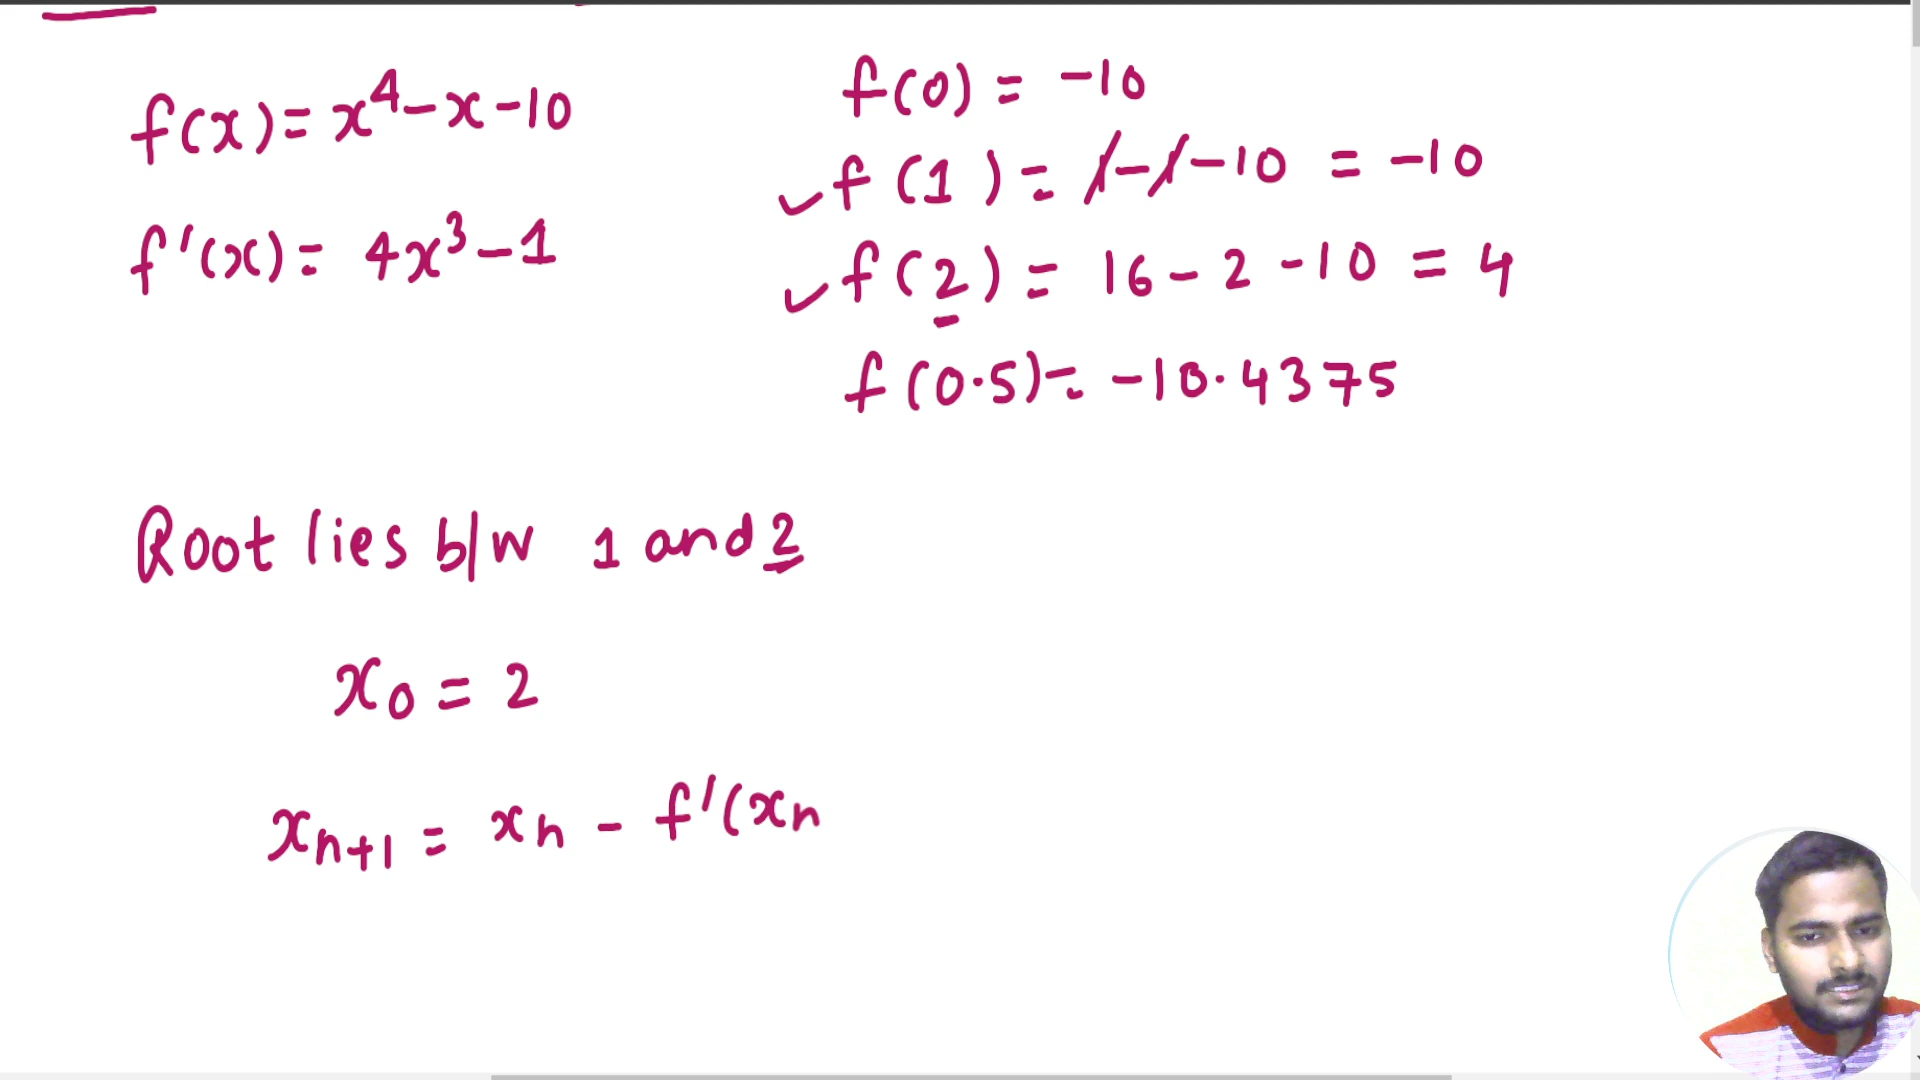 f(x) = x⁴ - x - 10
f'(x) = 4x³ - 1
f(0) = -10
✓ f(1) = 1 - 1 - 10 = -10
✓ f(2) = 16 - 2 - 10 = 4
f(0.5) = -10.4375
Root lies b/w 1 and 2
x₀ = 2
xₙ₊₁ = xₙ - f'(xₙ